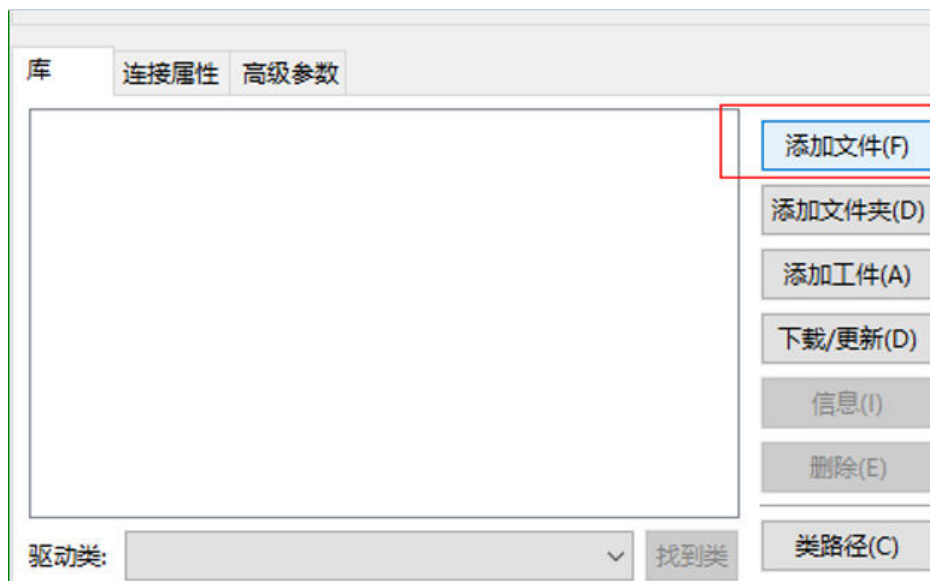 库 连接属性 高级参数
添加文件(F)
添加文件夹(D)
添加工件(A)
下载/更新(D)
信息(I)
删除(E)
类路径(C)
驱动类: 找到类